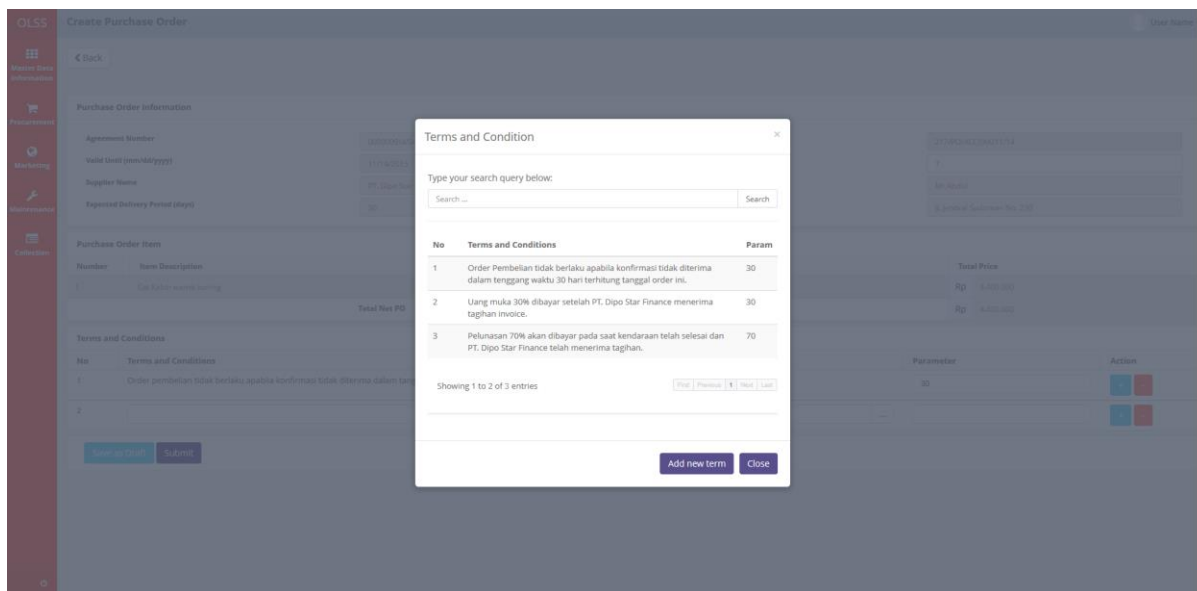 OLSS
Create Purchase Order
User Name
Master Data
Information
Back
Procurement
Purchase Order Information
Agreement Number
Valid Until (mm/dd/yyyy)
Supplier Name
Expected Delivery Period (days)
Marketing
Maintenance
Collection
Terms and Condition
×
Type your search query below:
Search ...
Search
No Terms and Conditions Param
1 Order Pembelian tidak berlaku apabila konfirmasi tidak diterima 30
dalam tenggang waktu 30 hari terhitung tanggal order ini.
2 Uang muka 30% dibayar setelah PT. Dipo Star Finance menerima 30
tagihan invoice.
3 Pelunasan 70% akan dibayar pada saat kendaraan telah selesai dan 70
PT. Dipo Star Finance telah menerima tagihan.
Showing 1 to 2 of 3 entries
First Previous 1 Next Last
Add new term Close
Purchase Order Item
Number Item Description Total Price
1 Rp
Total Net PO Rp
Terms and Conditions
No Terms and Conditions Parameter Action
1 Order pembelian tidak berlaku apabila konfirmasi tidak diterima dalam 30
2 ...
Save as Draft Submit